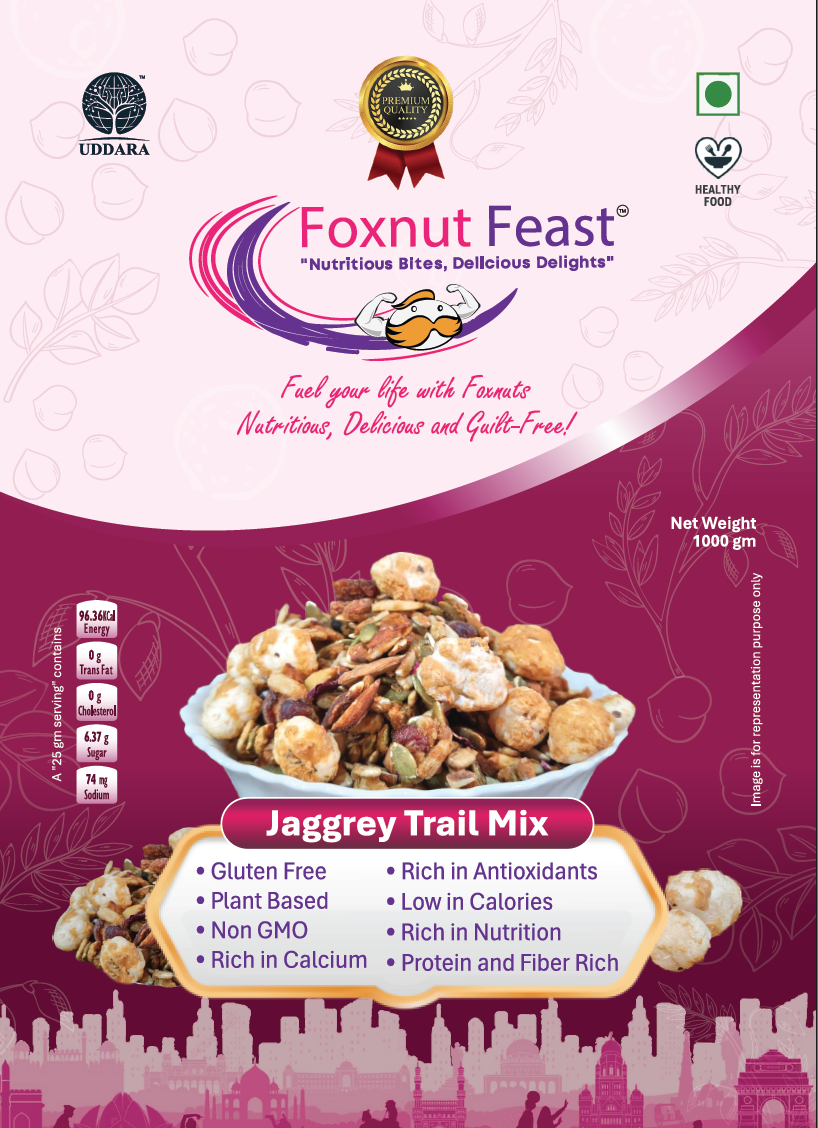 UDDARA
TM
PREMIUM
QUALITY
HEALTHY
FOOD
Foxnut Feast™
"Nutritious Bites, Delicious Delights"
Fuel your life with Foxnuts
Nutritious, Delicious and Guilt-Free!
Net Weight
1000 gm
A "25 gm serving" contains
96.36KCal
Energy
0 g
Trans Fat
0 g
Cholesterol
6.37 g
Sugar
74 mg
Sodium
Image is for representation purpose only
Jaggrey Trail Mix
• Gluten Free
• Plant Based
• Non GMO
• Rich in Calcium
• Rich in Antioxidants
• Low in Calories
• Rich in Nutrition
• Protein and Fiber Rich